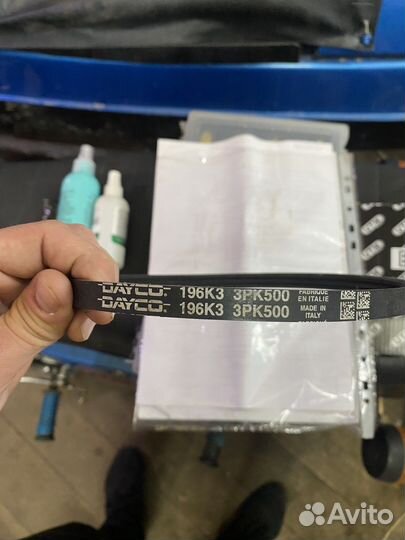 DAYCO. 196K3 3PK500 FABRIQUE EN ITALIE
DAYCO. 196K3 3PK500 MADE IN ITALY
Avito